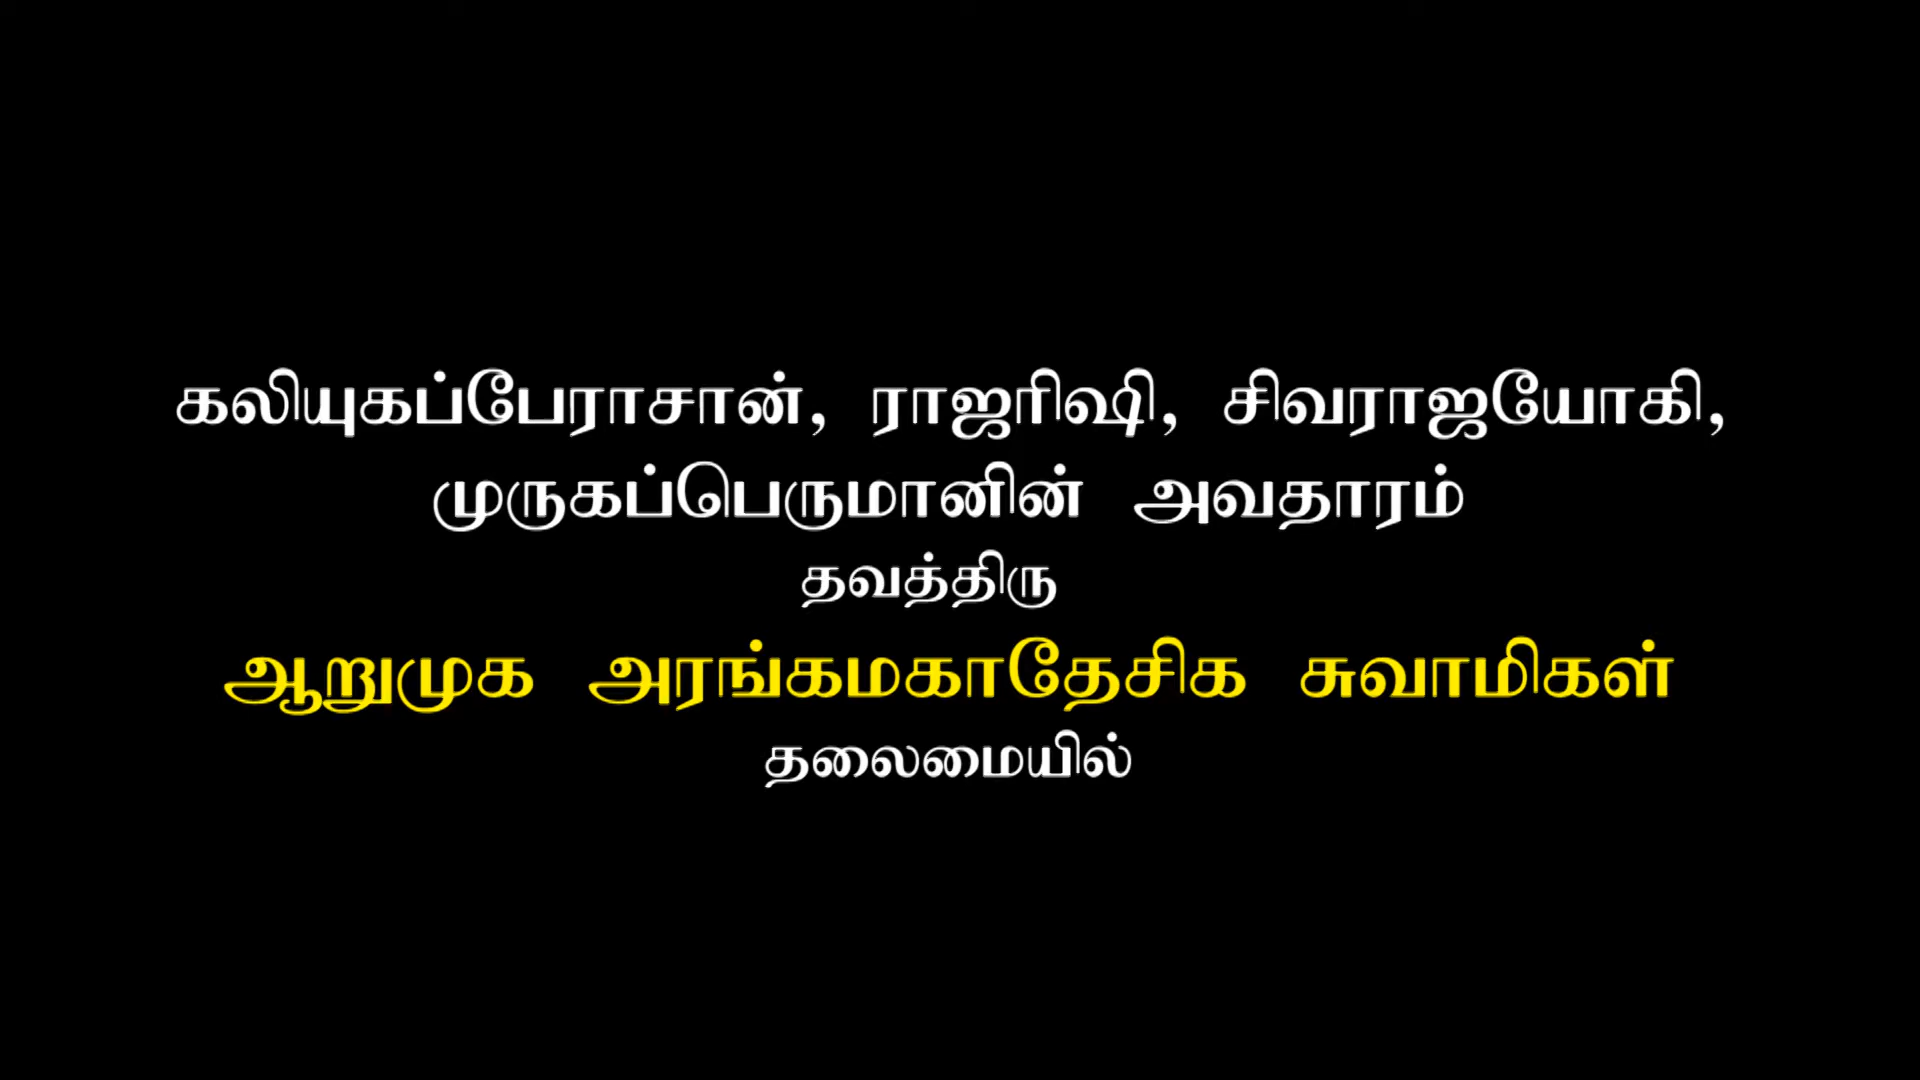 கலியுகப்பேராசான், ராஜரிஷி, சிவராஜயோகி,
முருகப்பெருமானின் அவதாரம்
தவத்திரு
ஆறுமுக அரங்கமகாதேசிக சுவாமிகள்
தலைமையில்